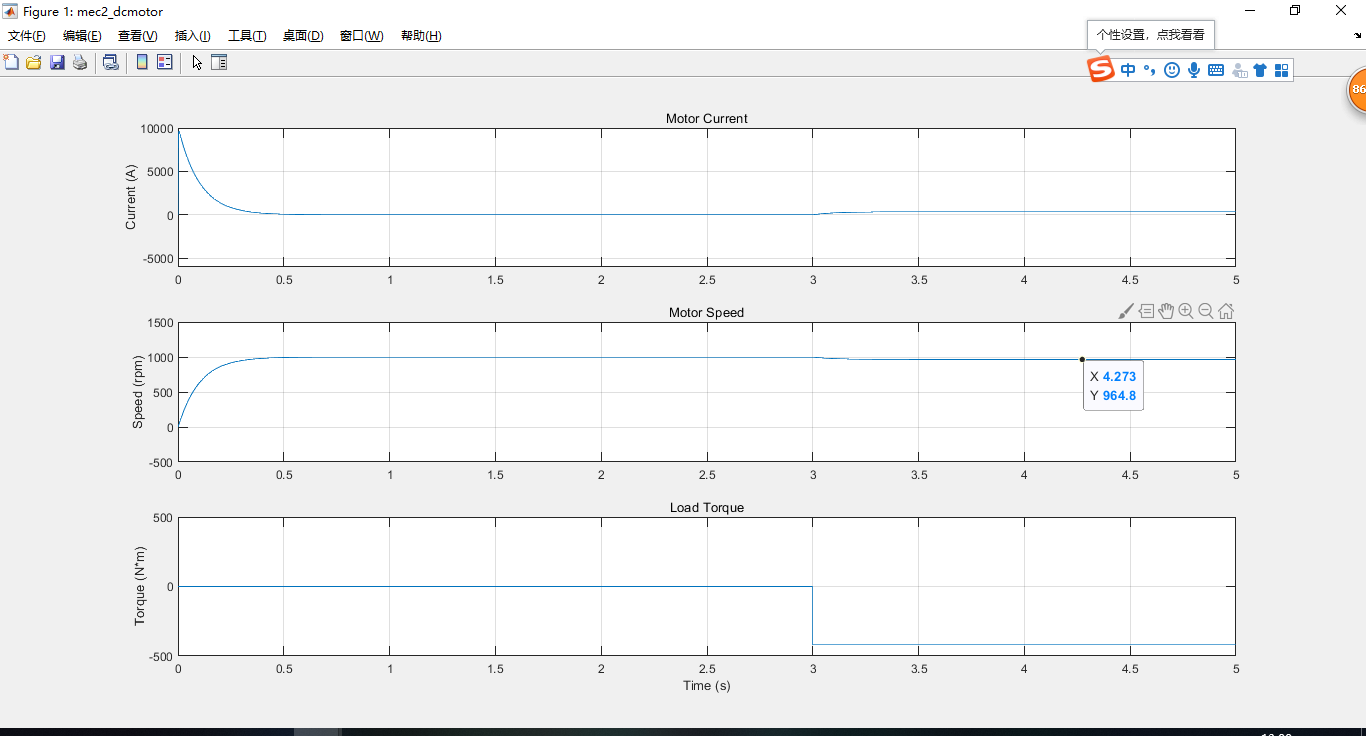 Figure 1: mec2_dcmotor
文件(F) 编辑(E) 查看(V) 插入(I) 工具(T) 桌面(D) 窗口(W) 帮助(H)
个性设置，点我看看
中
86
Motor Current
Current (A)
10000
5000
0
-5000
0 0.5 1 1.5 2 2.5 3 3.5 4 4.5 5
Motor Speed
Speed (rpm)
1500
1000
500
0
-500
X 4.273
Y 964.8
0 0.5 1 1.5 2 2.5 3 3.5 4 4.5 5
Load Torque
Torque (N*m)
500
0
-500
0 0.5 1 1.5 2 2.5 3 3.5 4 4.5 5
Time (s)